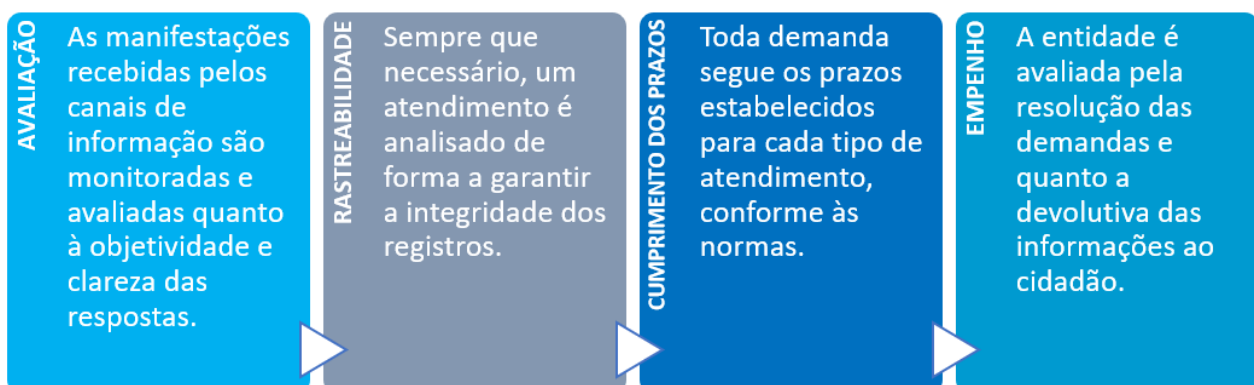 AVALIAÇÃO
As manifestações
recebidas pelos
canais de
informação são
monitoradas e
avaliadas quanto
à objetividade e
clareza das
respostas.
RASTREABILIDADE
Sempre que
necessário, um
atendimento é
analisado de
forma a garantir
a integridade dos
registros.
CUMPRIMENTO DOS PRAZOS
Toda demanda
segue os prazos
estabelecidos
para cada tipo de
atendimento,
conforme às
normas.
EMPENHO
A entidade é
avaliada pela
resolução das
demandas e
quanto a
devolutiva das
informações ao
cidadão.